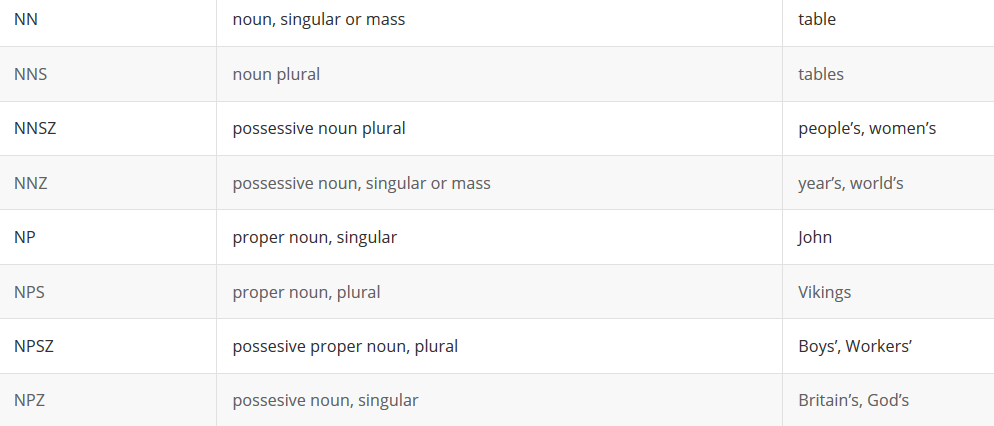 NN noun, singular or mass table
NNS noun plural tables
NNSZ possessive noun plural people’s, women’s
NNZ possessive noun, singular or mass year’s, world’s
NP proper noun, singular John
NPS proper noun, plural Vikings
NPSZ possesive proper noun, plural Boys’, Workers’
NPZ possesive noun, singular Britain’s, God’s